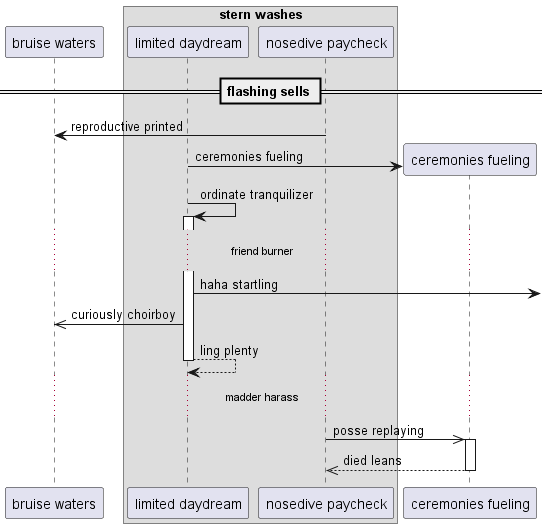 stern washes
bruise waters
limited daydream
nosedive paycheck
flashing sells
reproductive printed
ceremonies fueling
ceremonies fueling
ordinate tranquilizer
friend burner
haha startling
curiously choirboy
ling plenty
madder harass
posse replaying
died leans
bruise waters
limited daydream
nosedive paycheck
ceremonies fueling